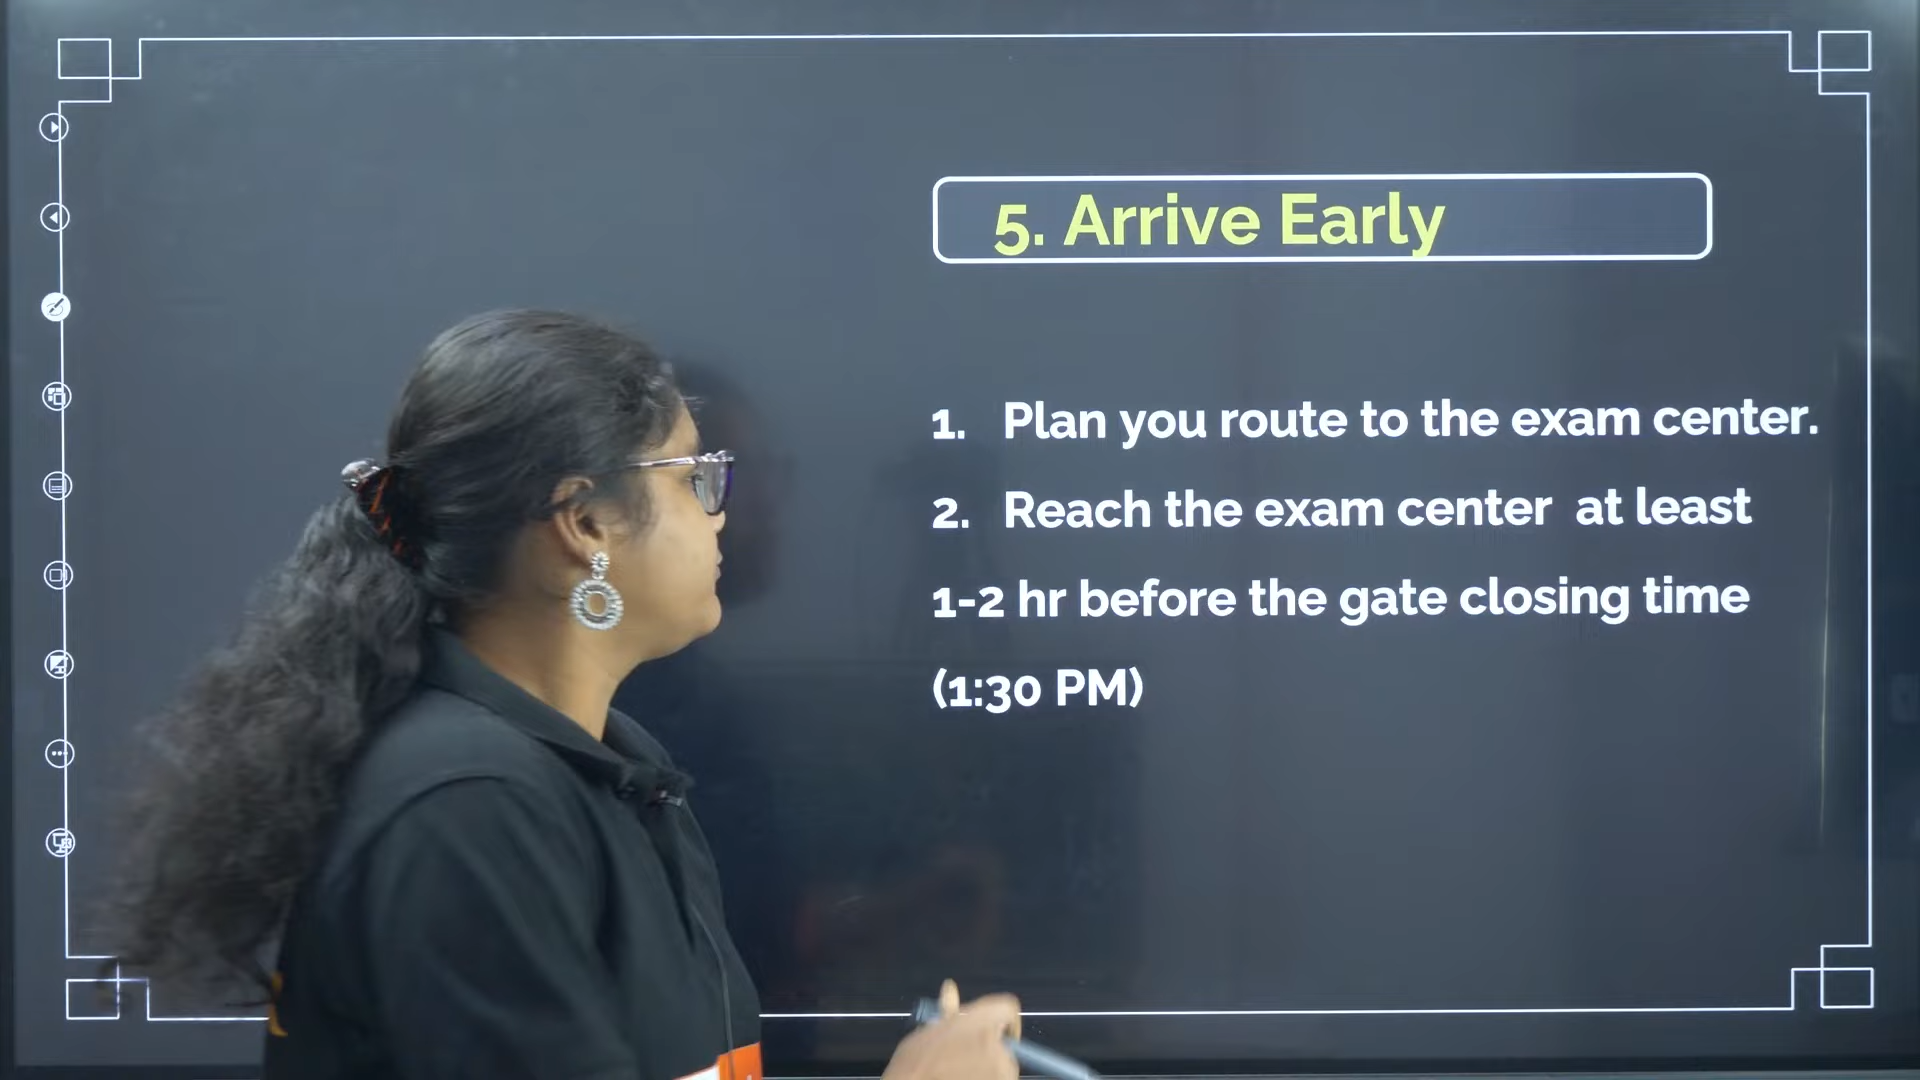 5. Arrive Early
1. Plan you route to the exam center.
2. Reach the exam center at least
1-2 hr before the gate closing time
(1:30 PM)